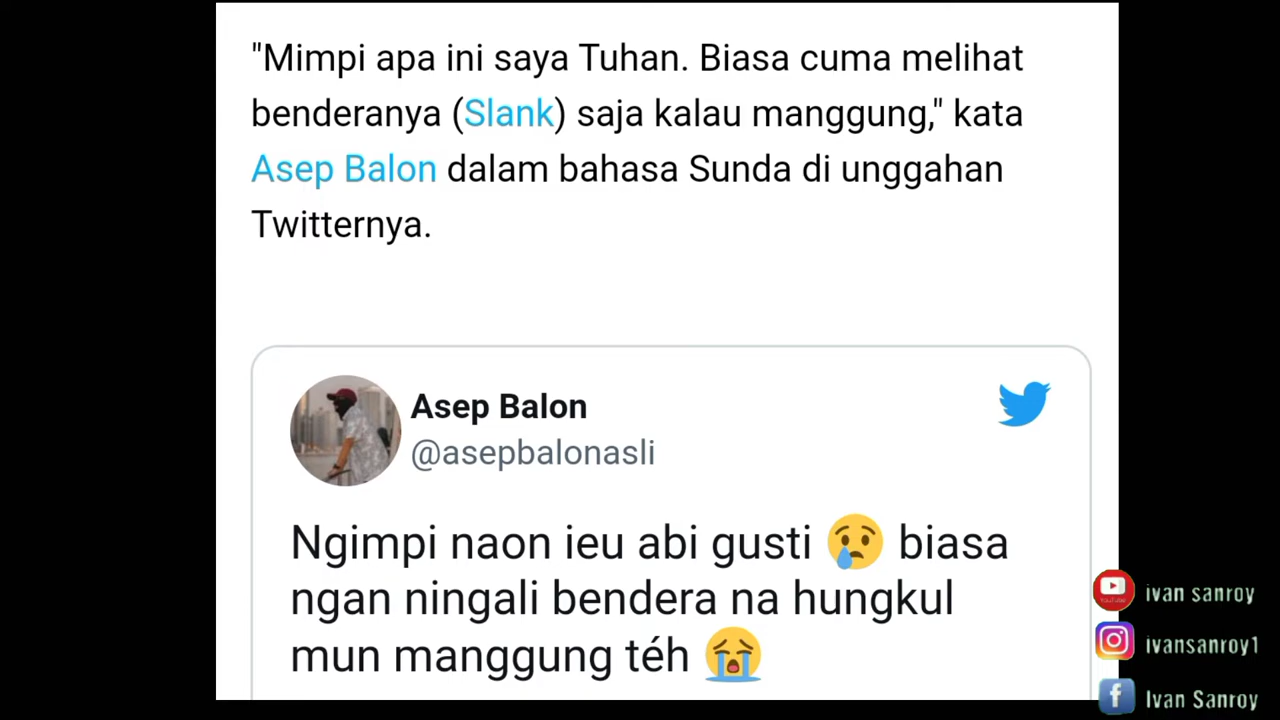 "Mimpi apa ini saya Tuhan. Biasa cuma melihat
benderanya (Slank) saja kalau manggung," kata
Asep Balon dalam bahasa Sunda di unggahan
Twitternya.
Asep Balon
@asepbalonasli
Ngimpi naon ieu abi gusti 😢 biasa
ngan ningali bendera na hungkul
mun manggung téh 😭
ivan sanroy
ivansanroy1
Ivan Sanroy